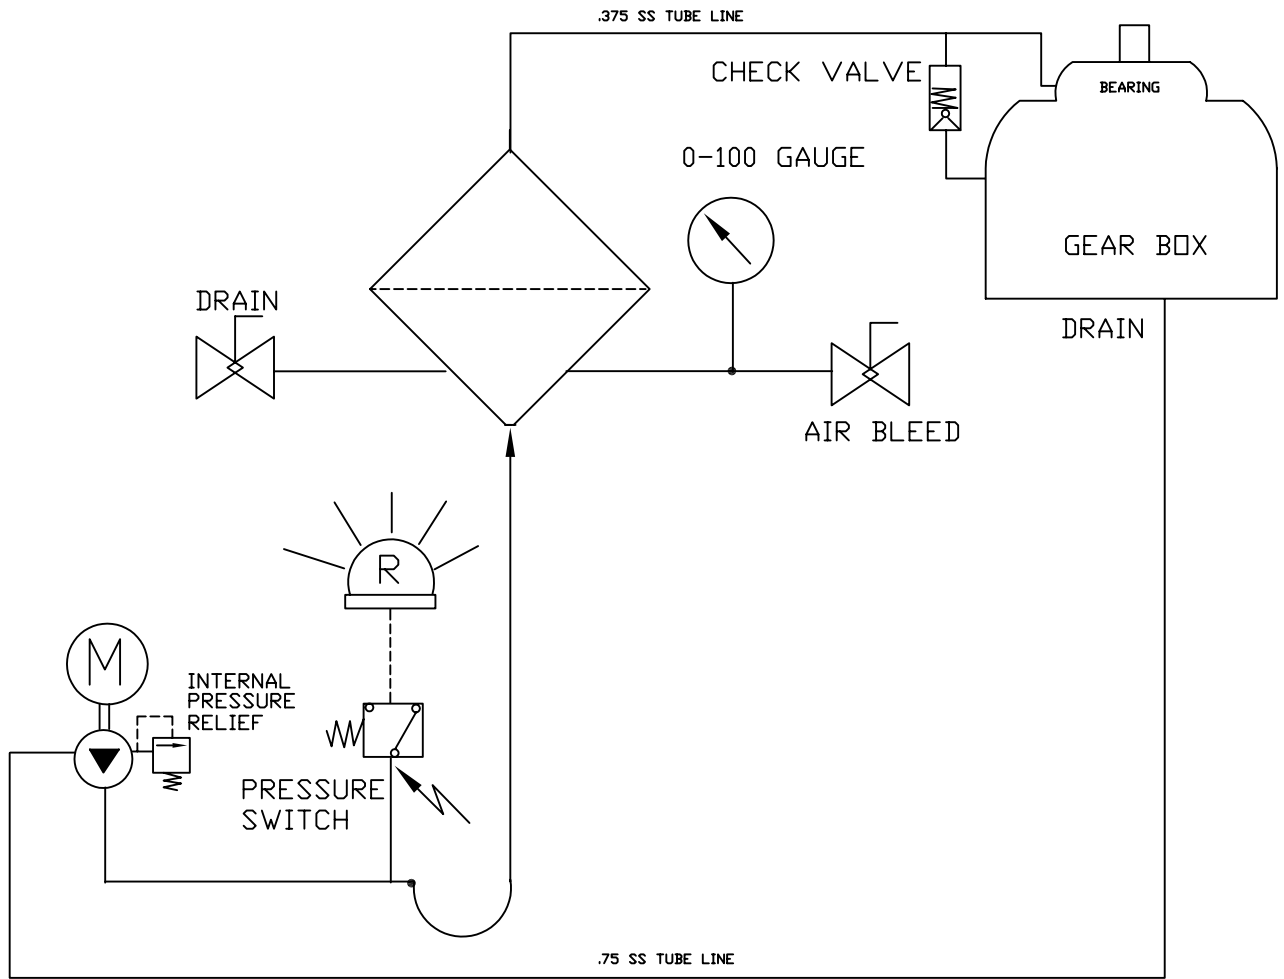 .375 SS TUBE LINE
CHECK VALVE
BEARING
0-100 GAUGE
GEAR BOX
DRAIN
DRAIN
AIR BLEED
R
M
INTERNAL
PRESSURE
RELIEF
PRESSURE
SWITCH
.75 SS TUBE LINE